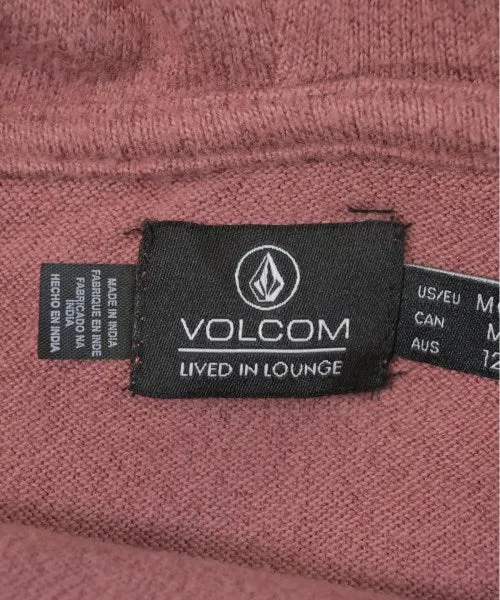 MADE IN INDIA
FABRIQUE EN INDE
FABRICADO NA
INDIA
HECHO EN INDIA
VOLCOM
LIVED IN LOUNGE
US/EU M
CAN M
AUS 12